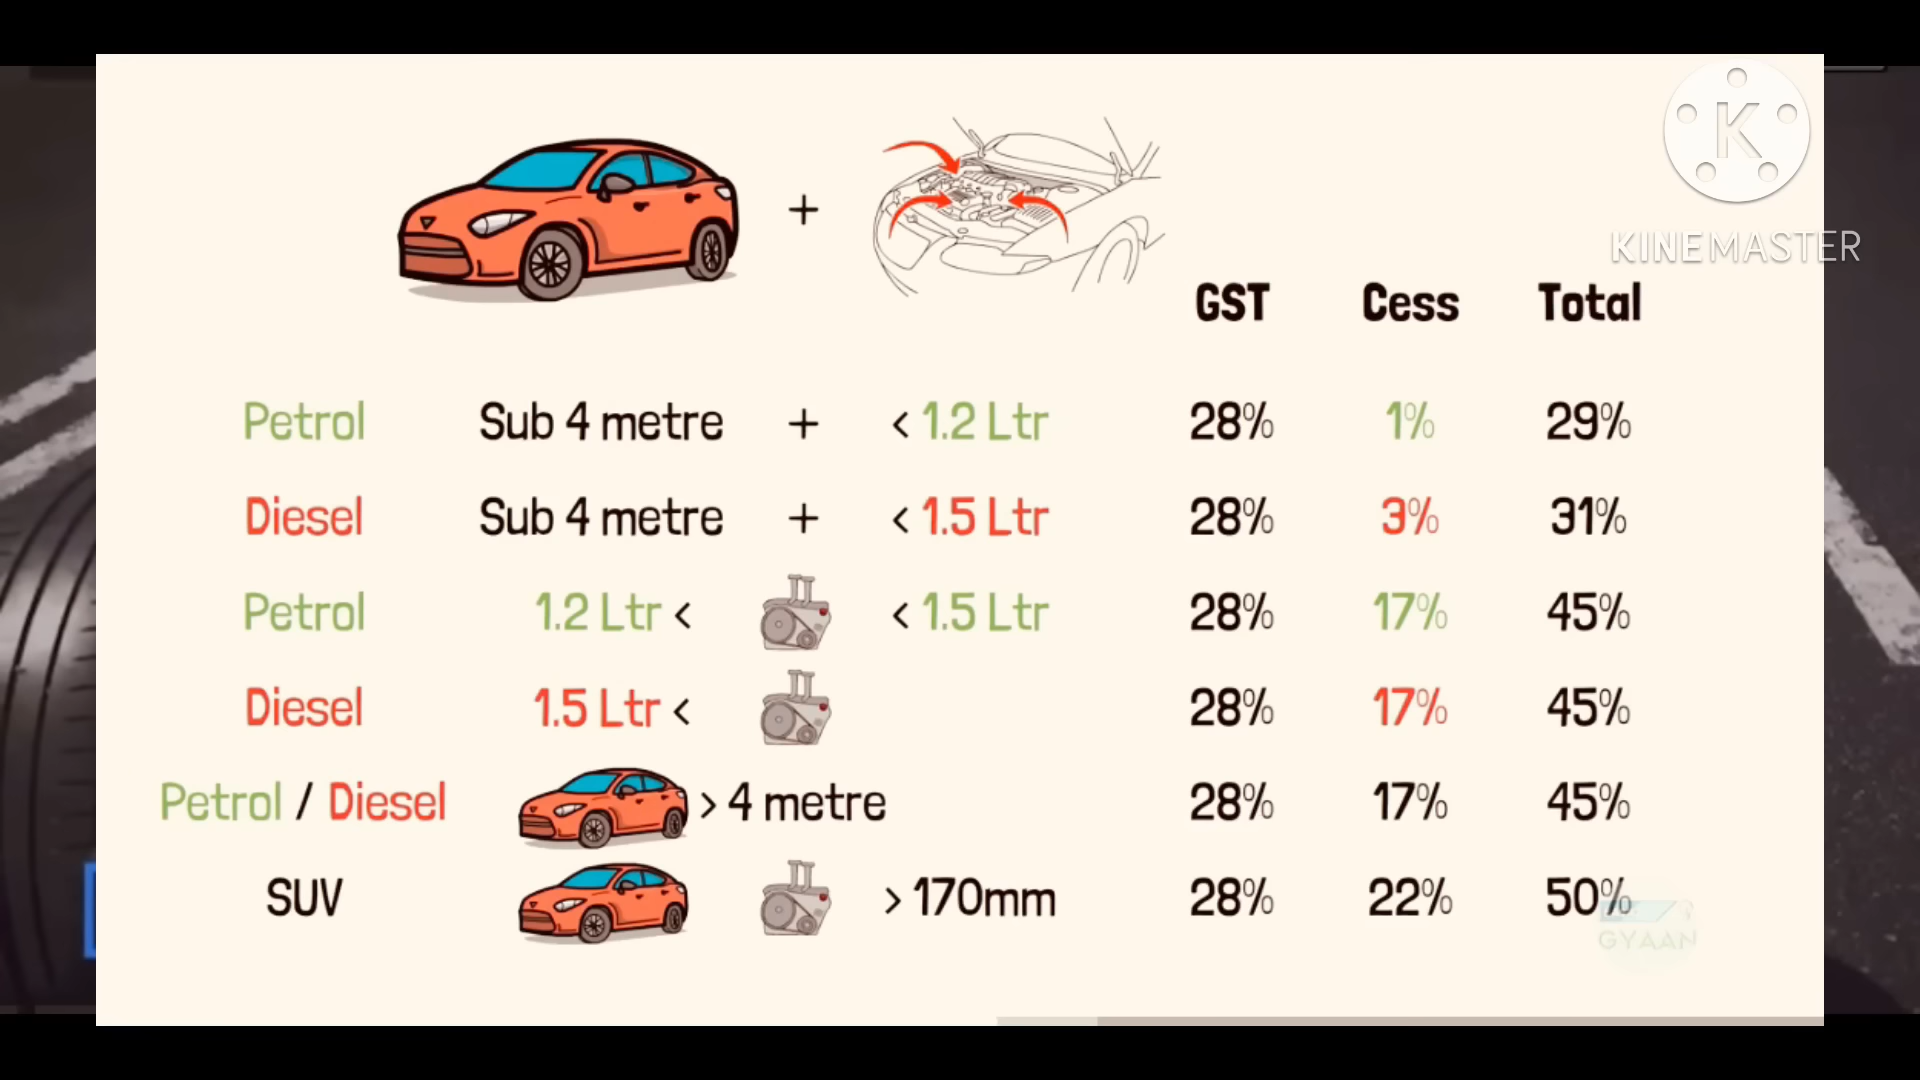 K
KINEMASTER
+
GST Cess Total
Petrol Sub 4 metre + < 1.2 Ltr 28% 1% 29%
Diesel Sub 4 metre + < 1.5 Ltr 28% 3% 31%
Petrol 1.2 Ltr < < 1.5 Ltr 28% 17% 45%
Diesel 1.5 Ltr < 28% 17% 45%
Petrol / Diesel > 4 metre 28% 17% 45%
SUV > 170mm 28% 22% 50%
GYAAN